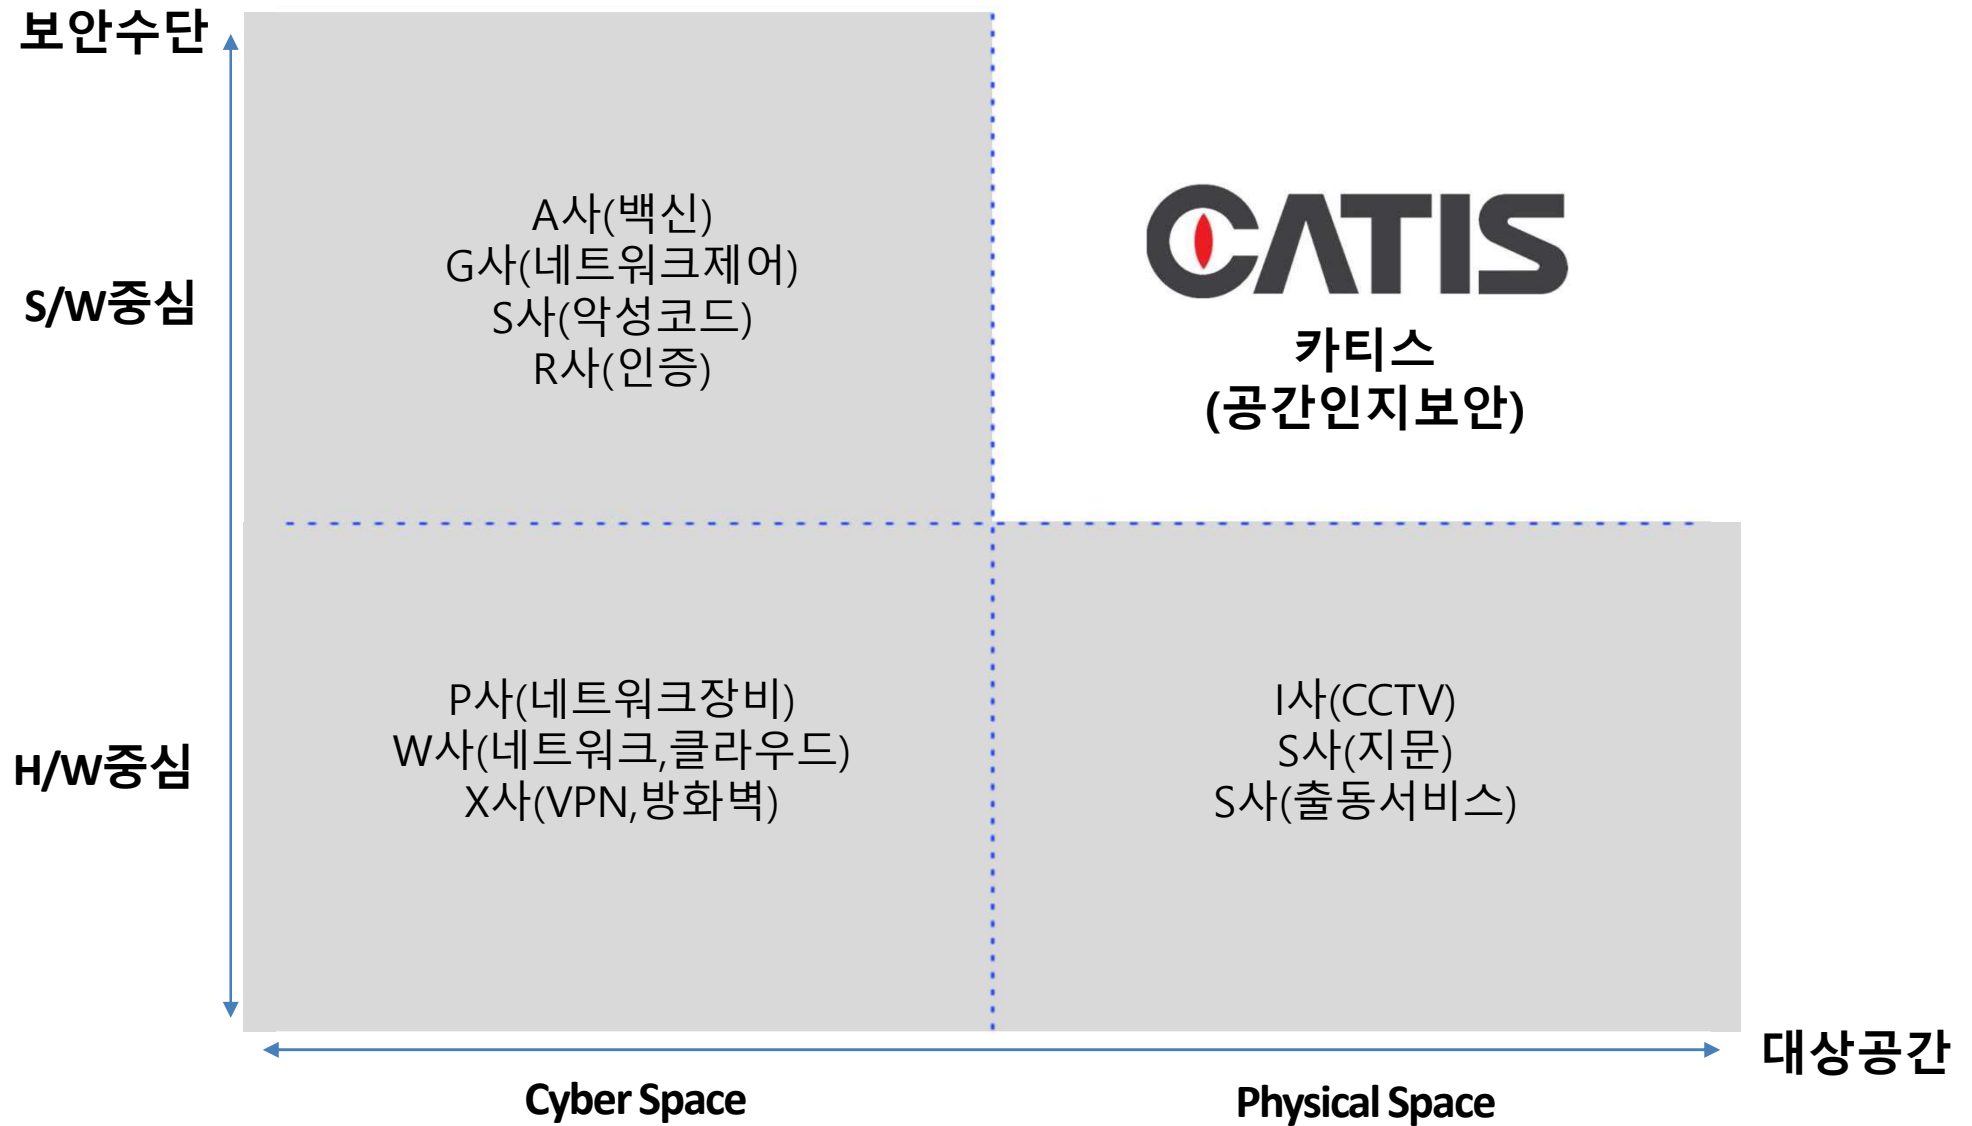 보안수단
S/W중심
A사(백신)
G사(네트워크제어)
S사(악성코드)
R사(인증)
CATIS
카티스
(공간인지보안)
H/W중심
P사(네트워크장비)
W사(네트워크,클라우드)
X사(VPN,방화벽)
I사(CCTV)
S사(지문)
S사(출동서비스)
대상공간
Cyber Space
Physical Space